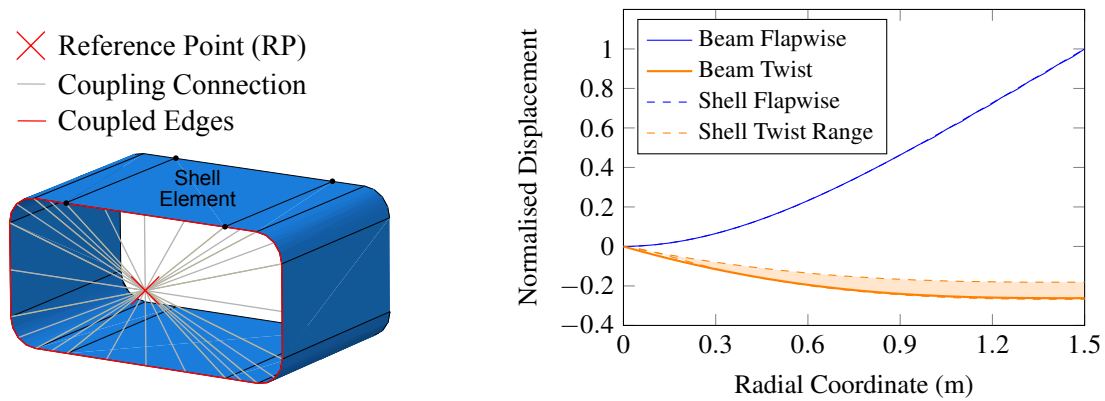 Reference Point (RP)
Coupling Connection
Coupled Edges
Shell
Element
Normalised Displacement
1
0.8
0.6
0.4
0.2
0
−0.2
−0.4
Beam Flapwise
Beam Twist
Shell Flapwise
Shell Twist Range
0 0.3 0.6 0.9 1.2 1.5
Radial Coordinate (m)